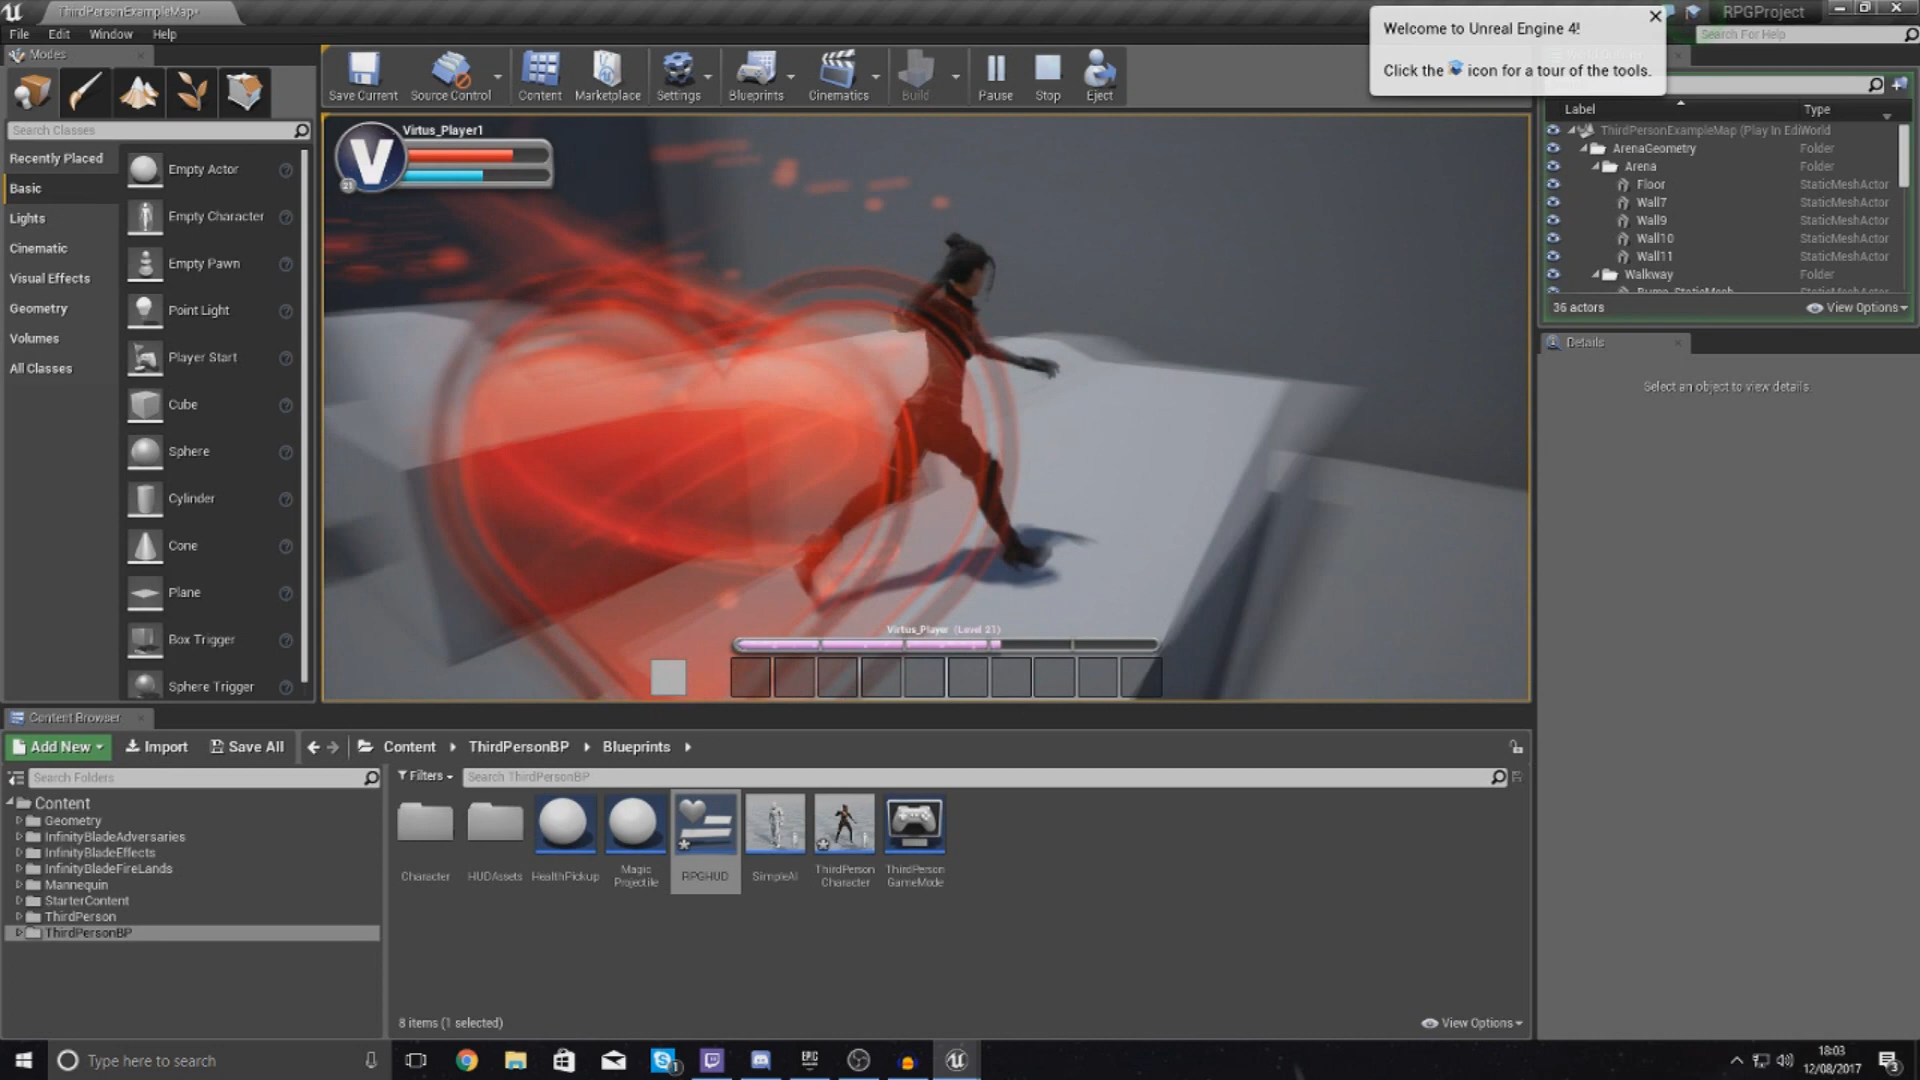 ThirdPersonExampleMap*
RPGProject
File Edit Window Help
Search For Help
Welcome to Unreal Engine 4!
Click the icon for a tour of the tools.
Modes
Save Current
Source Control
Content
Marketplace
Settings
Blueprints
Cinematics
Build
Pause
Stop
Eject
Search Classes
Recently Placed
Basic
Lights
Cinematic
Visual Effects
Geometry
Volumes
All Classes
Empty Actor
Empty Character
Empty Pawn
Point Light
Player Start
Cube
Sphere
Cylinder
Cone
Plane
Box Trigger
Sphere Trigger
Virtus_Player1
V
21
Virtus_Player (Level 21)
Label Type
ThirdPersonExampleMap (Play In Edi World
ArenaGeometry Folder
Arena Folder
Floor StaticMeshActor
Wall7 StaticMeshActor
Wall9 StaticMeshActor
Wall10 StaticMeshActor
Wall11 StaticMeshActor
Walkway Folder
Bump_StaticMesh StaticMeshActor
36 actors View Options
Details
Select an object to view details.
Content Browser
Add New Import Save All Content ThirdPersonBP Blueprints
Search Folders
Filters Search ThirdPersonBP
Content
Geometry
InfinityBladeAdversaries
InfinityBladeEffects
InfinityBladeFireLands
Mannequin
StarterContent
ThirdPerson
ThirdPersonBP
Character
HUDAssets
HealthPickup
Magic
Projectile
RPGHUD
SimpleAI
ThirdPerson
Character
ThirdPerson
GameMode
8 items (1 selected) View Options
Type here to search
1
EPIC
18:03
12/08/2017
3